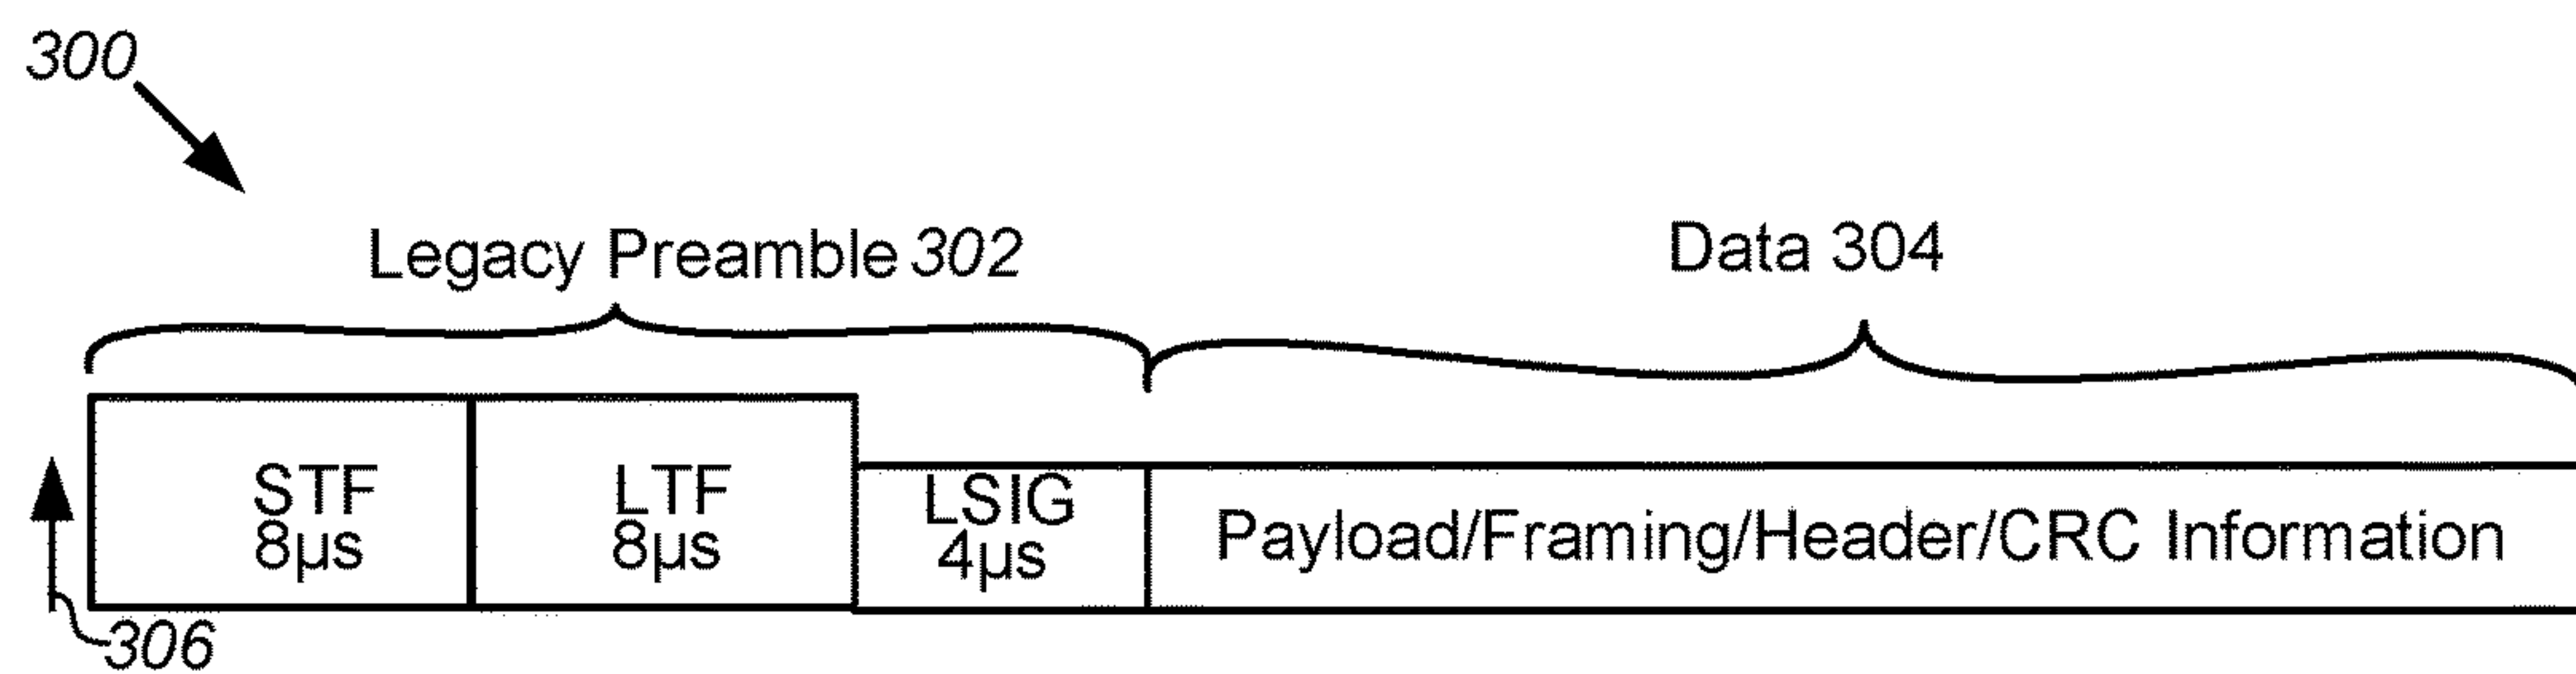 300
Legacy Preamble 302
Data 304
STF
8µs
LTF
8µs
LSIG
4µs
Payload/Framing/Header/CRC Information
306